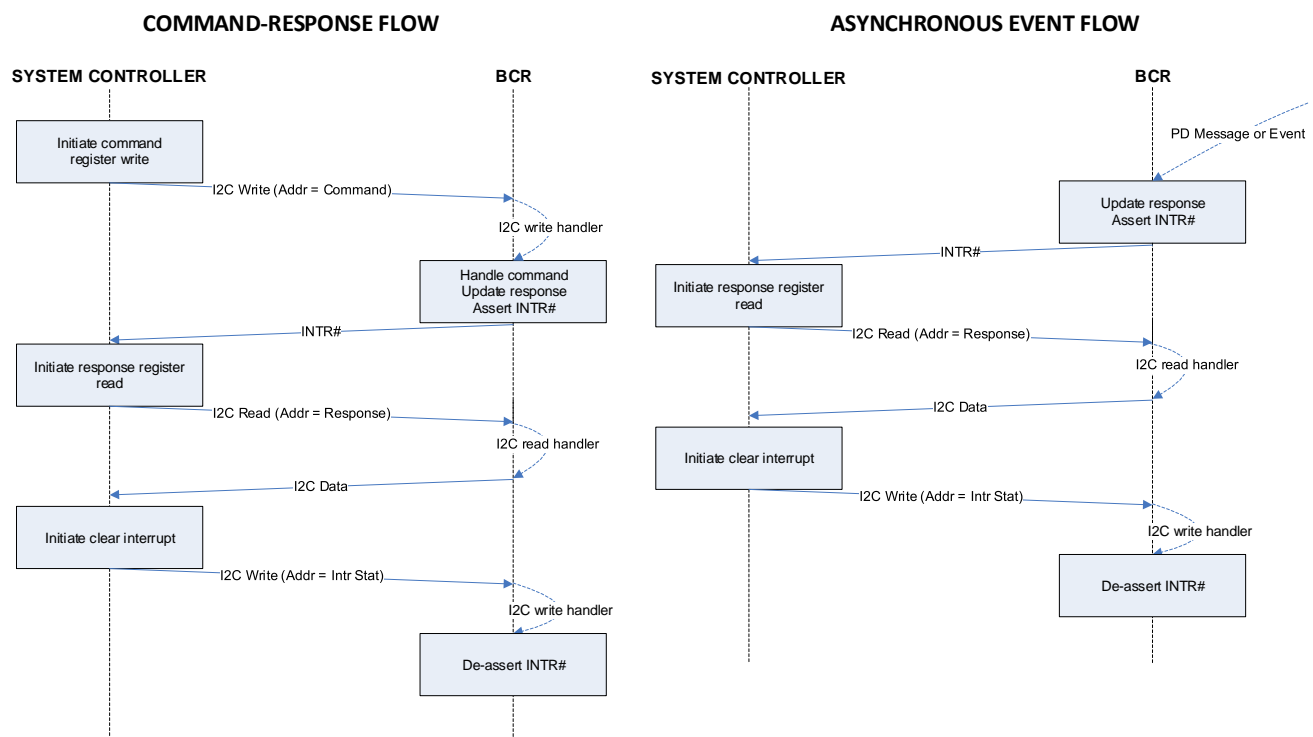 COMMAND-RESPONSE FLOW
SYSTEM CONTROLLER
BCR
Initiate command
register write
I2C Write (Addr = Command)
I2C write handler
Handle command
Update response
Assert INTR#
INTR#
Initiate response register
read
I2C Read (Addr = Response)
I2C read handler
I2C Data
Initiate clear interrupt
I2C Write (Addr = Intr Stat)
I2C write handler
De-assert INTR#
ASYNCHRONOUS EVENT FLOW
SYSTEM CONTROLLER
BCR
PD Message or Event
Update response
Assert INTR#
INTR#
Initiate response register
read
I2C Read (Addr = Response)
I2C read handler
I2C Data
Initiate clear interrupt
I2C Write (Addr = Intr Stat)
I2C write handler
De-assert INTR#